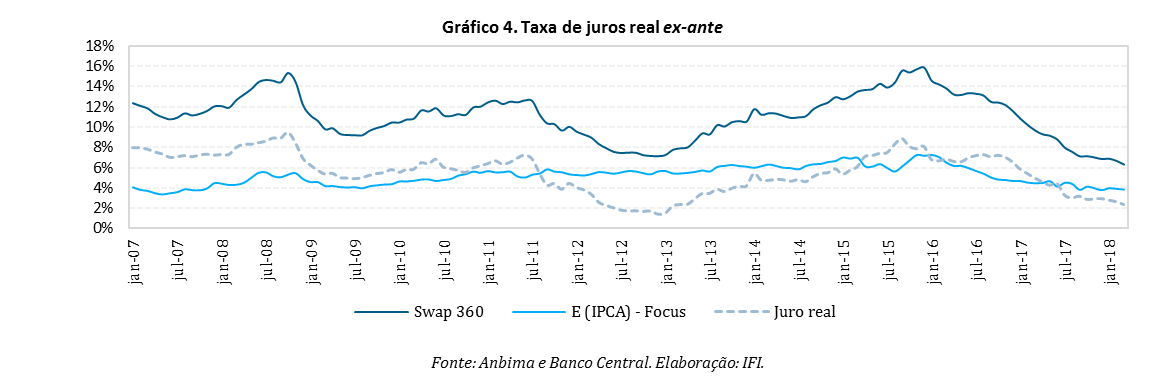 Gráfico 4. Taxa de juros real ex-ante
18%
16%
14%
12%
10%
8%
6%
4%
2%
0%
jan-07
jul-07
jan-08
jul-08
jan-09
jul-09
jan-10
jul-10
jan-11
jul-11
jan-12
jul-12
jan-13
jul-13
jan-14
jul-14
jan-15
jul-15
jan-16
jul-16
jan-17
jul-17
jan-18
Swap 360
E (IPCA) - Focus
Juro real
Fonte: Anbima e Banco Central. Elaboração: IFI.